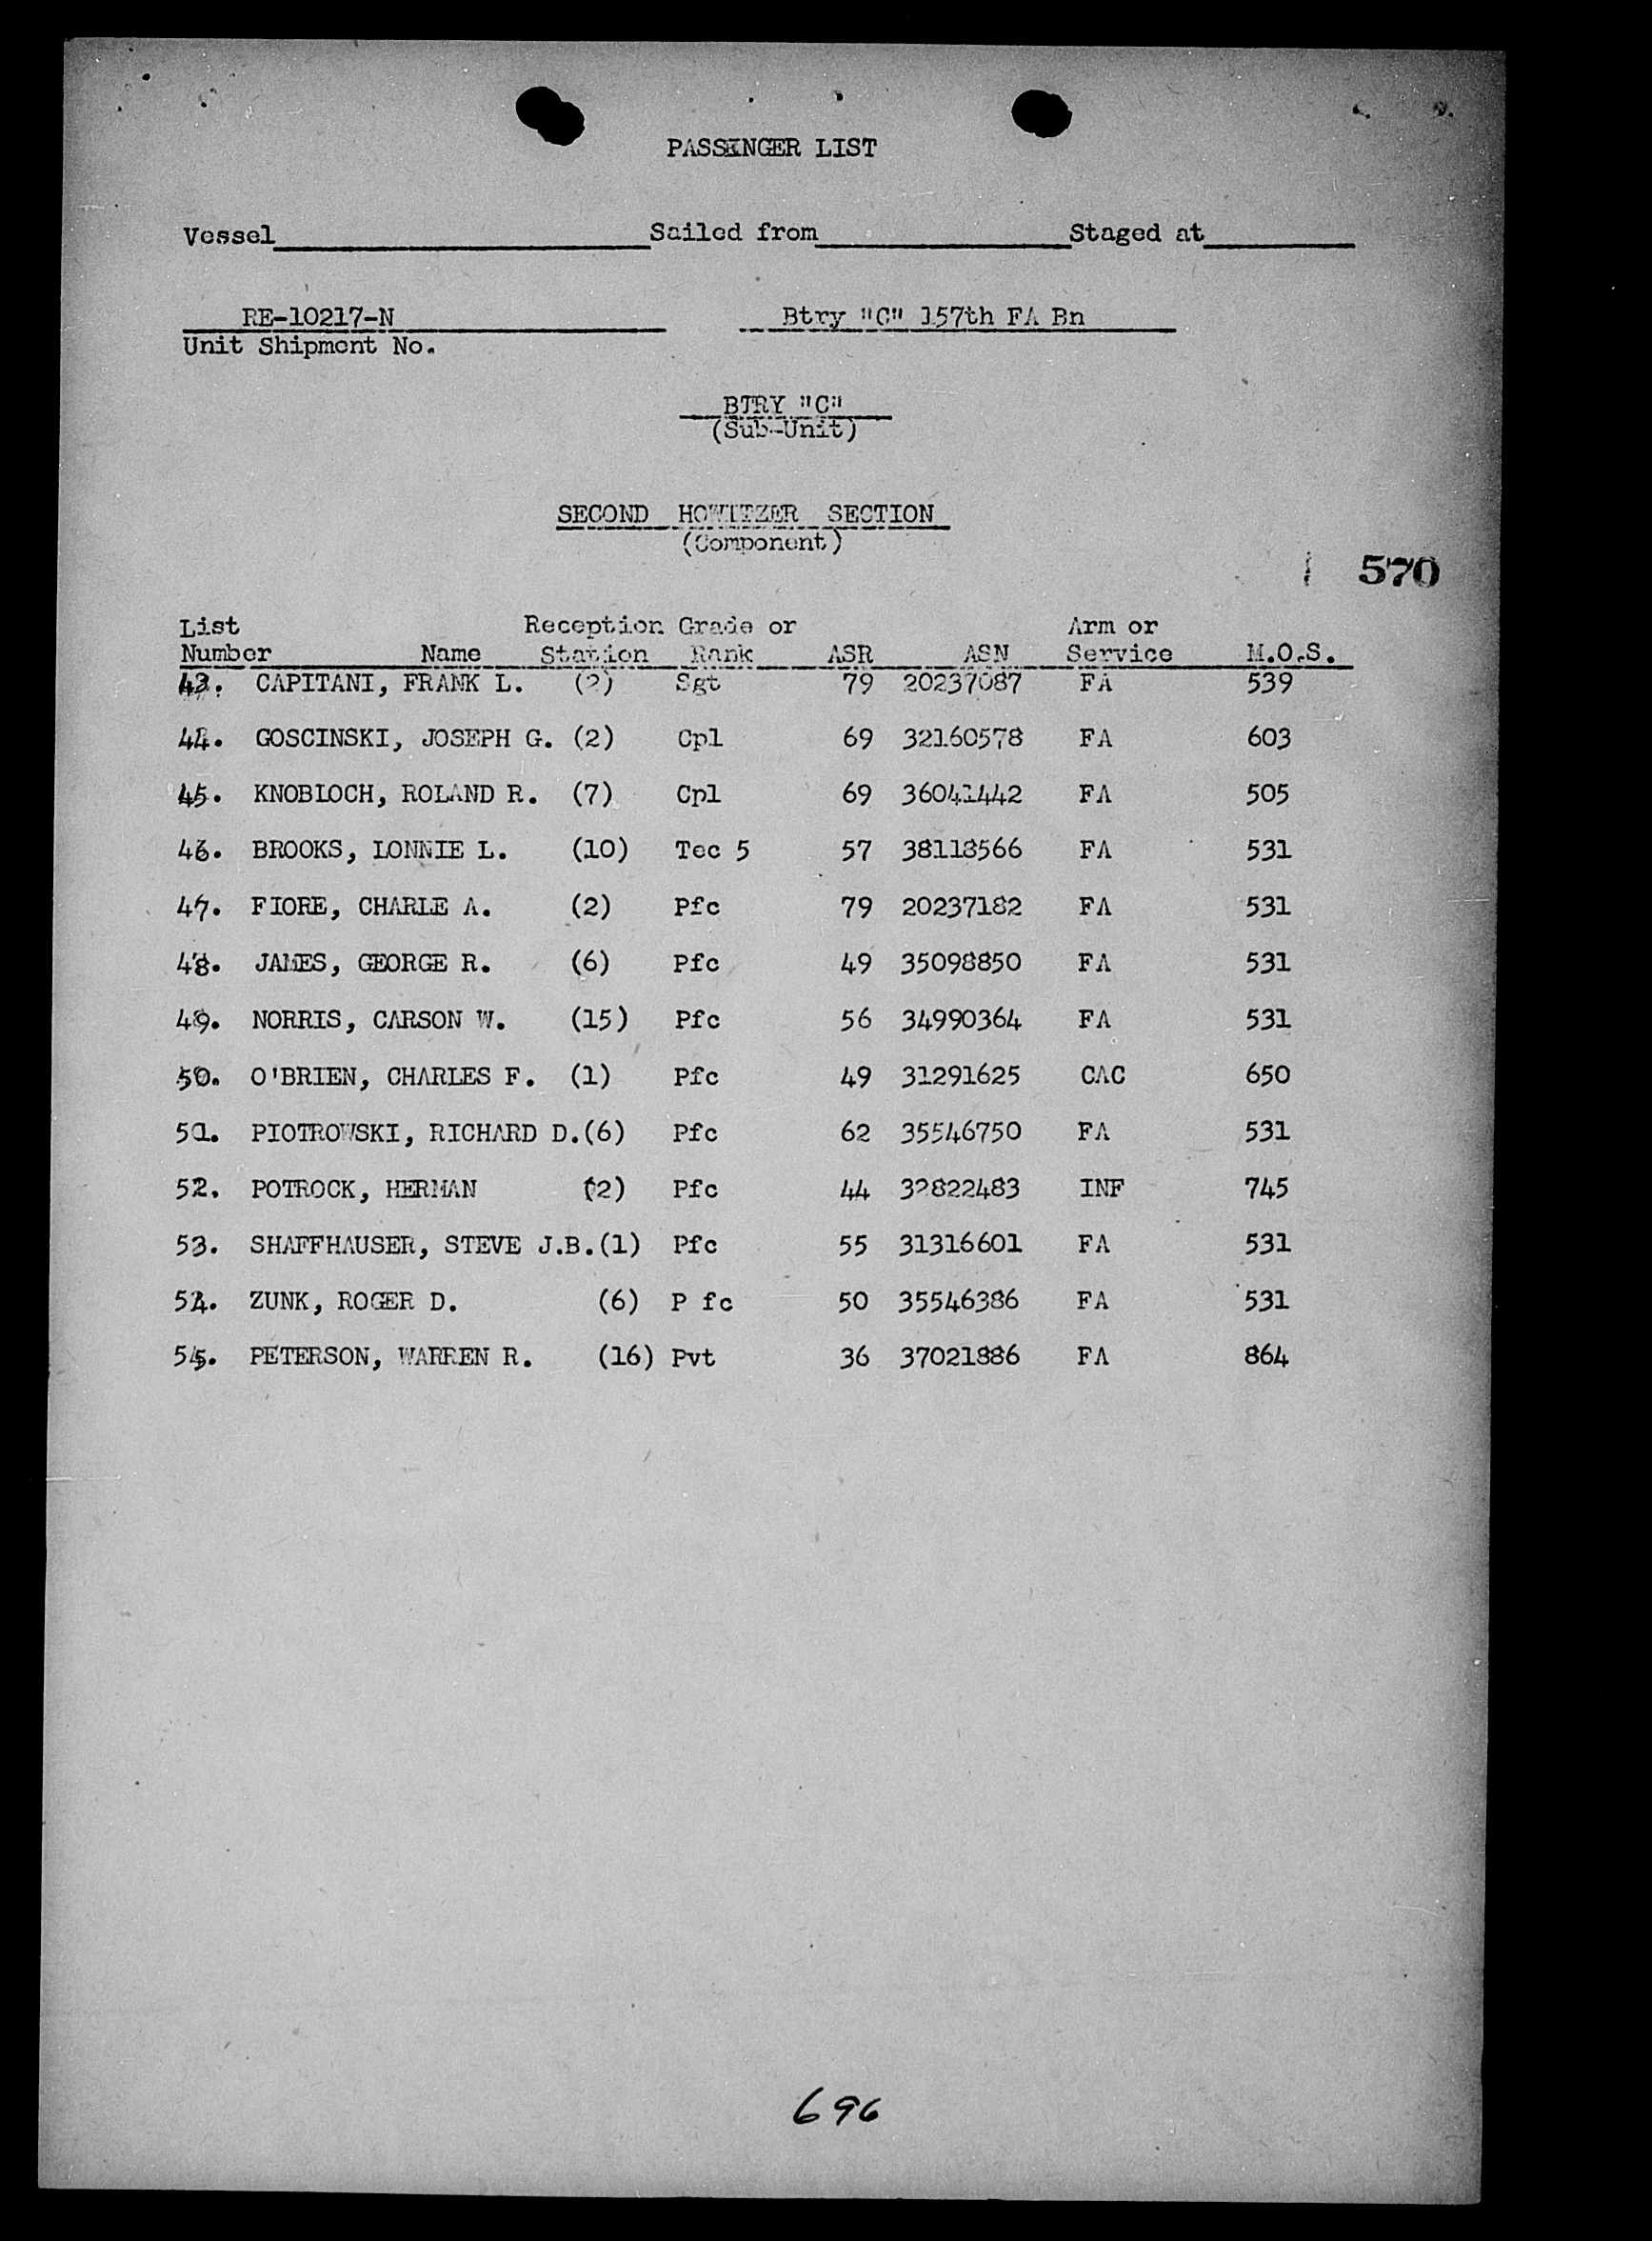 PASSENGER LIST
Vessel____ Sailed from____ Staged at____
RE-10217-N Btry "C" 157th FA Bn
Unit Shipment No.
BTRY "C"
(Sub-Unit)
SECOND HOWITZER SECTION
(Component)
570
List Reception Grade or Arm or
Number Name Station Rank ASR ASN Service M.O.S.
43. CAPITANI, FRANK L. (2) Sgt 79 20237087 FA 539
44. GOSCINSKI, JOSEPH G. (2) Cpl 69 32160578 FA 603
45. KNOBLOCH, ROLAND R. (7) Cpl 69 36041442 FA 505
46. BROOKS, LONNIE L. (10) Tec 5 57 38118566 FA 531
47. FIORE, CHARLE A. (2) Pfc 79 20237182 FA 531
48. JAMES, GEORGE R. (6) Pfc 49 35098850 FA 531
49. NORRIS, CARSON W. (15) Pfc 56 34990364 FA 531
50. O'BRIEN, CHARLES F. (1) Pfc 49 31291625 CAC 650
51. PIOTROWSKI, RICHARD D.(6) Pfc 62 35546750 FA 531
52. POTROCK, HERMAN (2) Pfc 44 32822483 INF 745
53. SHAFFHAUSER, STEVE J.B.(1) Pfc 55 31316601 FA 531
54. ZUNK, ROGER D. (6) P fc 50 35546386 FA 531
55. PETERSON, WARREN R. (16) Pvt 36 37021886 FA 864
696